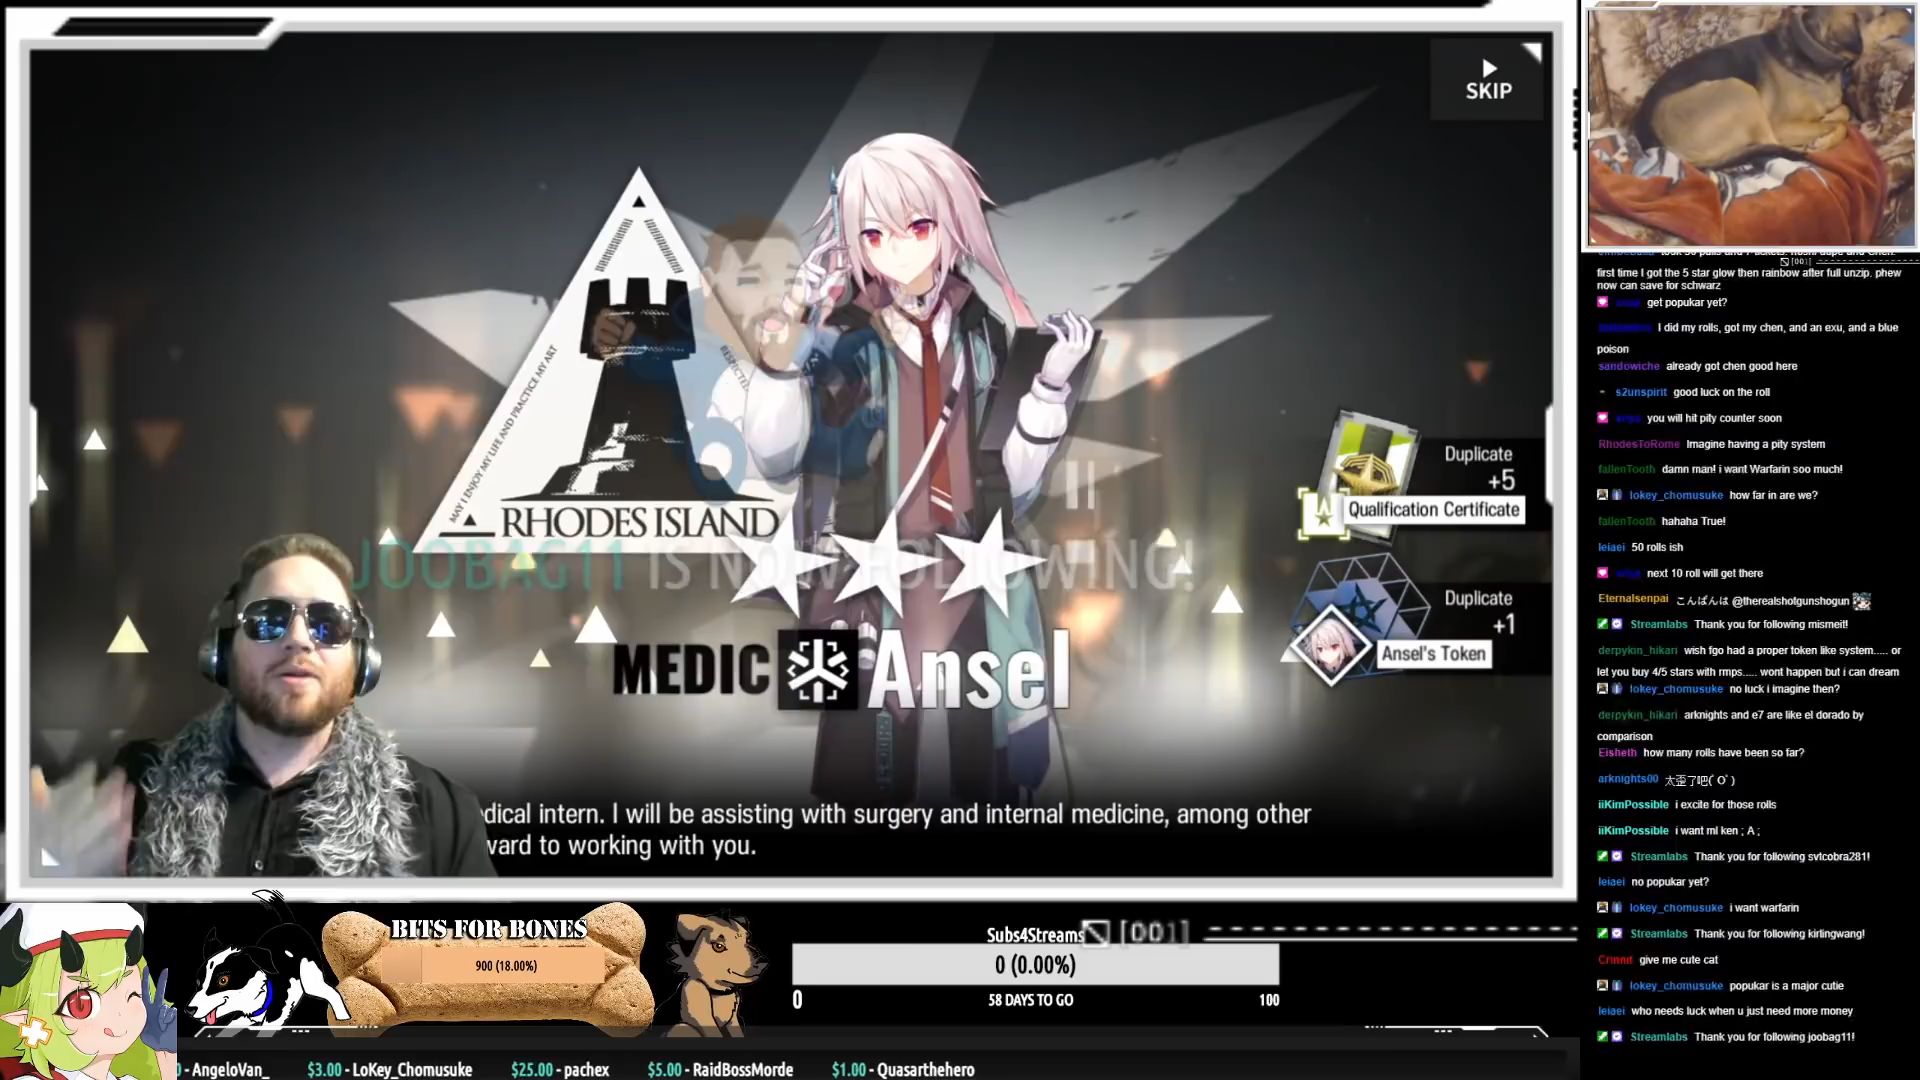 SKIP
MAY I ENJOY MY LIFE AND PRACTICE MY ART
RHODES ISLAND
JOOBAG11 IS NOW FOLLOWING!
Duplicate
+5
Qualification Certificate
Duplicate
+1
Ansel's Token
MEDIC Ansel
dical intern. I will be assisting with surgery and internal medicine, among other
ward to working with you.
BITS FOR BONES
900 (18.00%)
Subs4Streams
[001]
0 (0.00%)
0
58 DAYS TO GO
100
- AngeloVan_
$3.00 - LoKey_Chomusuke
$25.00 - pachex
$5.00 - RaidBossMorde
$1.00 - Quasarthehero
[001]
first time I got the 5 star glow then rainbow after full unzip. phew
now can save for schwarz
get popukar yet?
I did my rolls, got my chen, and an exu, and a blue
poison
sandowiche already got chen good here
s2unspirit good luck on the roll
you will hit pity counter soon
RhodesToRome Imagine having a pity system
fallenTooth damn man! i want Warfarin soo much!
lokey_chomusuke how far in are we?
fallenTooth hahaha True!
leiaei 50 rolls ish
next 10 roll will get there
Eternalsenpai こんばんは @therealshotgunshogun
Streamlabs Thank you for following mismeit!
derpykin_hikari wish fgo had a proper token like system..... or
let you buy 4/5 stars with rmps..... wont happen but i can dream
lokey_chomusuke no luck i imagine then?
derpykin_hikari arknights and e7 are like el dorado by
comparison
Eisheth how many rolls have been so far?
arknights00 太歪了吧(ﾟOﾟ)
iiKimPossible i excite for those rolls
iiKimPossible i want ml ken ; A ;
Streamlabs Thank you for following svtcobra281!
leiaei no popukar yet?
lokey_chomusuke i want warfarin
Streamlabs Thank you for following kirlingwang!
Crinnit give me cute cat
lokey_chomusuke popukar is a major cutie
leiaei who needs luck when u just need more money
Streamlabs Thank you for following joobag11!